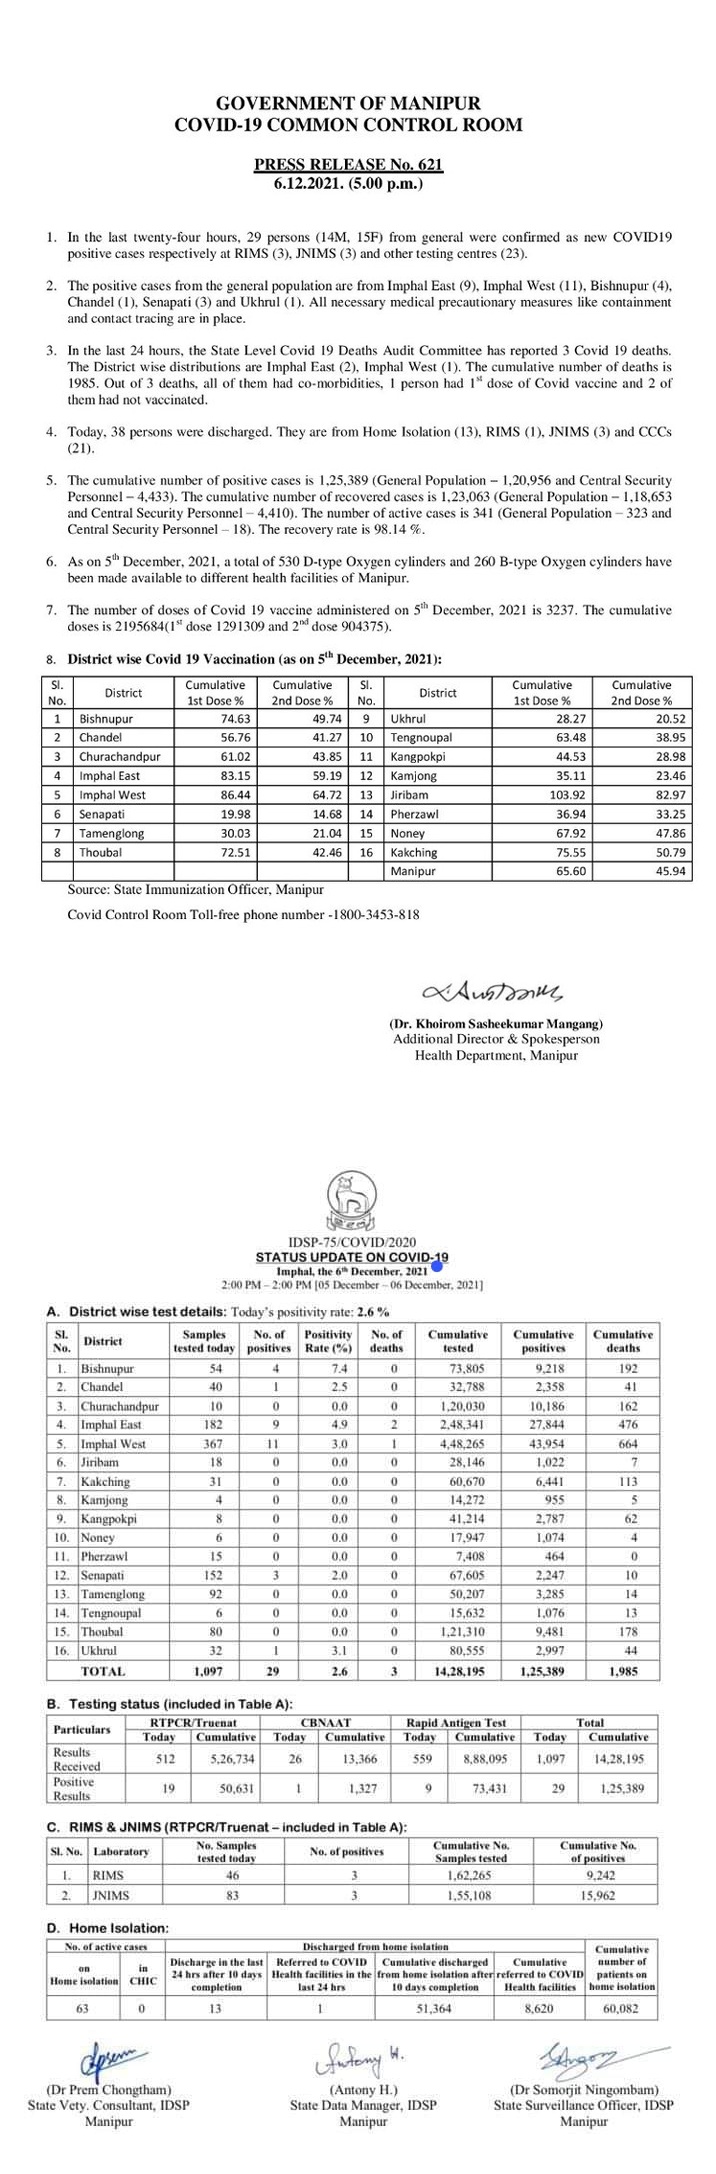 GOVERNMENT OF MANIPUR
COVID-19 COMMON CONTROL ROOM
PRESS RELEASE No. 621
6.12.2021. (5.00 p.m.)
1. In the last twenty-four hours, 29 persons (14M, 15F) from general were confirmed as new COVID19
positive cases respectively at RIMS (3), JNIMS (3) and other testing centres (23).
2. The positive cases from the general population are from Imphal East (9), Imphal West (11), Bishnupur (4),
Chandel (1), Senapati (3) and Ukhrul (1). All necessary medical precautionary measures like containment
and contact tracing are in place.
3. In the last 24 hours, the State Level Covid 19 Deaths Audit Committee has reported 3 Covid 19 deaths.
The District wise distributions are Imphal East (2), Imphal West (1). The cumulative number of deaths is
1985. Out of 3 deaths, all of them had co-morbidities, 1 person had 1st dose of Covid vaccine and 2 of
them had not vaccinated.
4. Today, 38 persons were discharged. They are from Home Isolation (13), RIMS (1), JNIMS (3) and CCCs
(21).
5. The cumulative number of positive cases is 1,25,389 (General Population – 1,20,956 and Central Security
Personnel – 4,433). The cumulative number of recovered cases is 1,23,063 (General Population – 1,18,653
and Central Security Personnel – 4,410). The number of active cases is 341 (General Population – 323 and
Central Security Personnel – 18). The recovery rate is 98.14 %.
6. As on 5th December, 2021, a total of 530 D-type Oxygen cylinders and 260 B-type Oxygen cylinders have
been made available to different health facilities of Manipur.
7. The number of doses of Covid 19 vaccine administered on 5th December, 2021 is 3237. The cumulative
doses is 2195684(1st dose 1291309 and 2nd dose 904375).
8. District wise Covid 19 Vaccination (as on 5th December, 2021):
Sl. No. District Cumulative 1st Dose % Cumulative 2nd Dose % Sl. No. District Cumulative 1st Dose % Cumulative 2nd Dose %
1 Bishnupur 74.63 49.74 9 Ukhrul 28.27 20.52
2 Chandel 56.76 41.27 10 Tengnoupal 63.48 38.95
3 Churachandpur 61.02 43.85 11 Kangpokpi 44.53 28.98
4 Imphal East 83.15 59.19 12 Kamjong 35.11 23.46
5 Imphal West 86.44 64.72 13 Jiribam 103.92 82.97
6 Senapati 19.98 14.68 14 Pherzawl 36.94 33.25
7 Tamenglong 30.03 21.04 15 Noney 67.92 47.86
8 Thoubal 72.51 42.46 16 Kakching 75.55 50.79
Manipur 65.60 45.94
Source: State Immunization Officer, Manipur
Covid Control Room Toll-free phone number -1800-3453-818
(Dr. Khoirom Sasheekumar Mangang)
Additional Director & Spokesperson
Health Department, Manipur
IDSP-75/COVID/2020
STATUS UPDATE ON COVID-19
Imphal, the 6th December, 2021
2:00 PM – 2:00 PM [05 December – 06 December, 2021]
A. District wise test details: Today's positivity rate: 2.6 %
Sl. No. District Samples tested today No. of positives Positivity Rate (%) No. of deaths Cumulative tested Cumulative positives Cumulative deaths
1. Bishnupur 54 4 7.4 0 73,805 9,218 192
2. Chandel 40 1 2.5 0 32,788 2,358 41
3. Churachandpur 10 0 0.0 0 1,20,030 10,186 162
4. Imphal East 182 9 4.9 2 2,48,341 27,844 476
5. Imphal West 367 11 3.0 1 4,48,265 43,954 664
6. Jiribam 18 0 0.0 0 28,146 1,022 7
7. Kakching 31 0 0.0 0 60,670 6,441 113
8. Kamjong 4 0 0.0 0 14,272 955 5
9. Kangpokpi 8 0 0.0 0 41,214 2,787 62
10. Noney 6 0 0.0 0 17,947 1,074 4
11. Pherzawl 15 0 0.0 0 7,408 464 0
12. Senapati 152 3 2.0 0 67,605 2,247 10
13. Tamenglong 92 0 0.0 0 50,207 3,285 14
14. Tengnoupal 6 0 0.0 0 15,632 1,076 13
15. Thoubal 80 0 0.0 0 1,21,310 9,481 178
16. Ukhrul 32 1 3.1 0 80,555 2,997 44
TOTAL 1,097 29 2.6 3 14,28,195 1,25,389 1,985
B. Testing status (included in Table A):
Particulars RTPCR/Truenat CBNAAT Rapid Antigen Test Total
Today Cumulative Today Cumulative Today Cumulative Today Cumulative
Results Received 512 5,26,734 26 13,366 559 8,88,095 1,097 14,28,195
Positive Results 19 50,631 1 1,327 9 73,431 29 1,25,389
C. RIMS & JNIMS (RTPCR/Truenat – included in Table A):
Sl. No. Laboratory No. Samples tested today No. of positives Cumulative No. Samples tested Cumulative No. of positives
1. RIMS 46 3 1,62,265 9,242
2. JNIMS 83 3 1,55,108 15,962
D. Home Isolation:
No. of active cases Discharged from home isolation Cumulative number of patients on home isolation
on Home isolation in CHIC Discharge in the last 24 hrs after 10 days completion Referred to COVID Health facilities in the last 24 hrs Cumulative discharged from home isolation after 10 days completion Cumulative referred to COVID Health facilities
63 0 13 1 51,364 8,620 60,082
Antony H.
(Dr Prem Chongtham) (Antony H.) (Dr Somorjit Ningombam)
State Vety. Consultant, IDSP State Data Manager, IDSP State Surveillance Officer, IDSP
Manipur Manipur Manipur